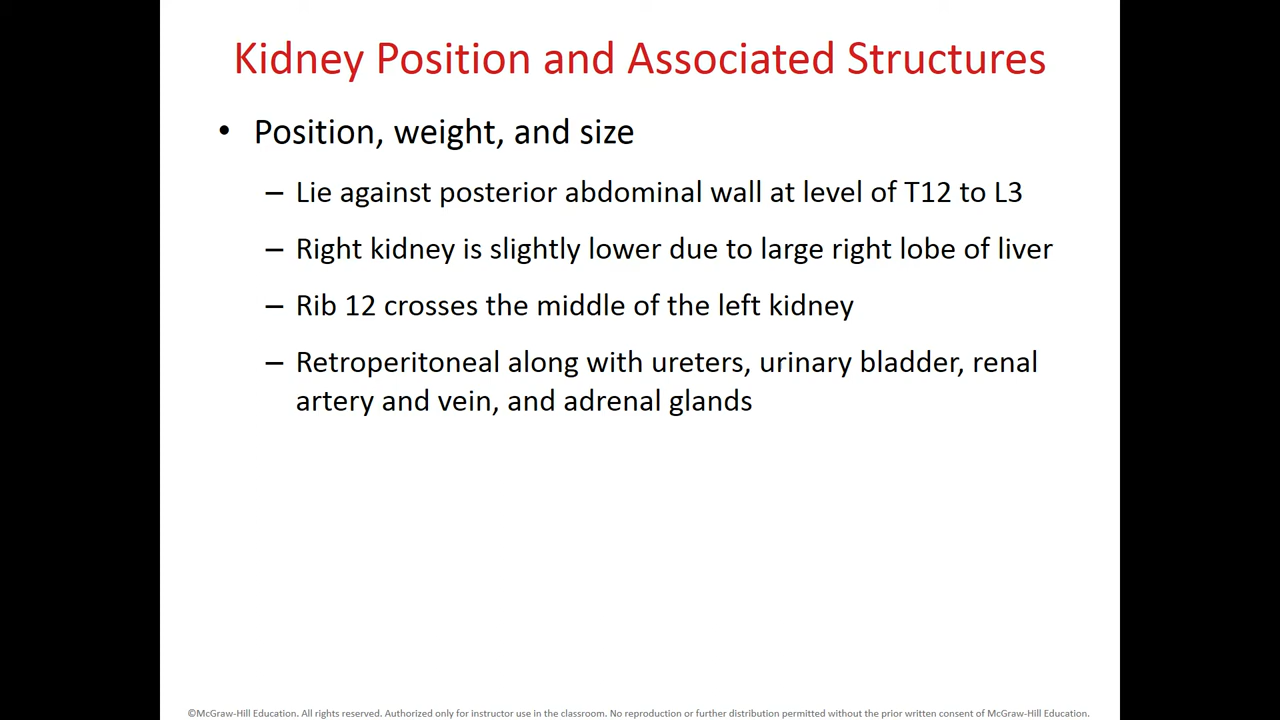 Kidney Position and Associated Structures
• Position, weight, and size
– Lie against posterior abdominal wall at level of T12 to L3
– Right kidney is slightly lower due to large right lobe of liver
– Rib 12 crosses the middle of the left kidney
– Retroperitoneal along with ureters, urinary bladder, renal
artery and vein, and adrenal glands
©McGraw-Hill Education. All rights reserved. Authorized only for instructor use in the classroom. No reproduction or further distribution permitted without the prior written consent of McGraw-Hill Education.